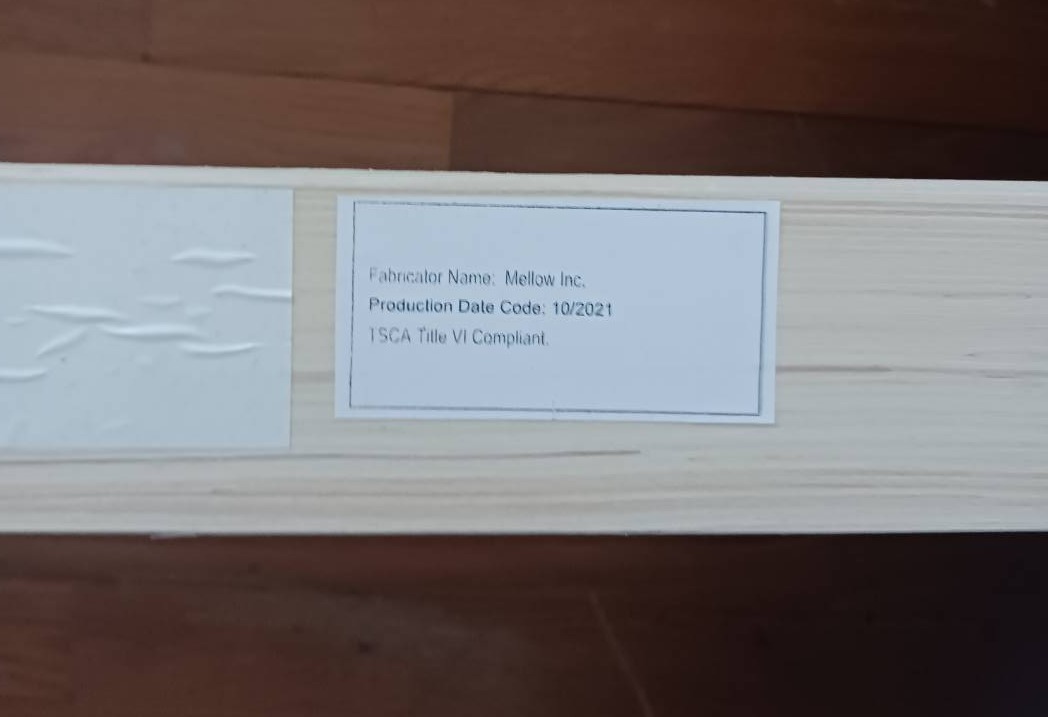 Fabricator Name: Mellow Inc.
Production Date Code: 10/2021
TSCA Title VI Compliant.